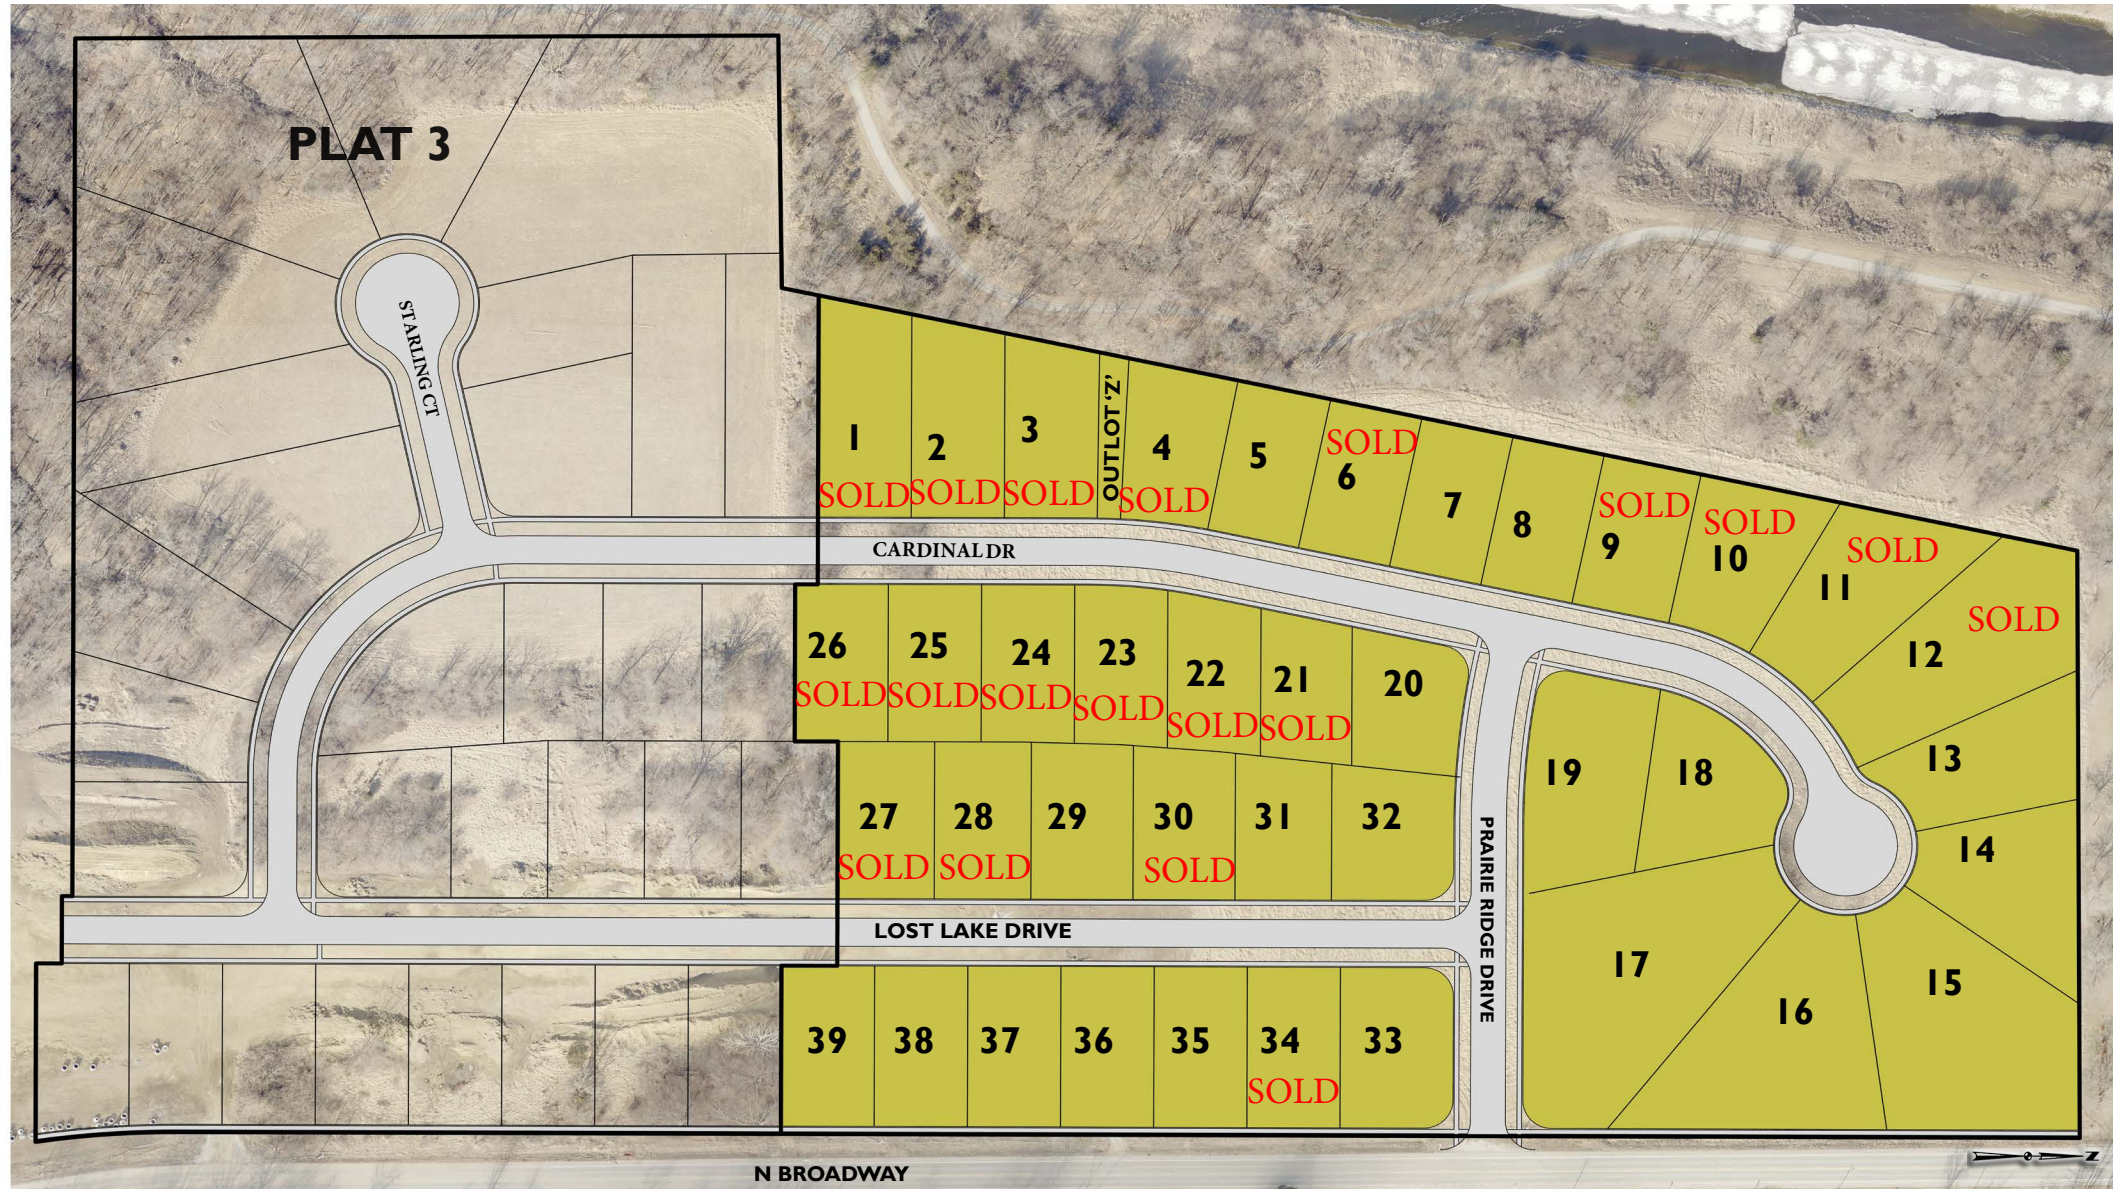 PLAT 3
STARLING CT
1
SOLD
2
SOLD
3
SOLD
OUTLOT 'Z'
4
SOLD
5
SOLD
6
7
8
SOLD
9
SOLD
10
SOLD
11
SOLD
12
CARDINAL DR
26
SOLD
25
SOLD
24
SOLD
23
SOLD
22
SOLD
21
SOLD
20
19
18
13
14
27
SOLD
28
SOLD
29
30
SOLD
31
32
PRAIRIE RIDGE DRIVE
LOST LAKE DRIVE
17
16
15
39
38
37
36
35
34
SOLD
33
N BROADWAY
Z